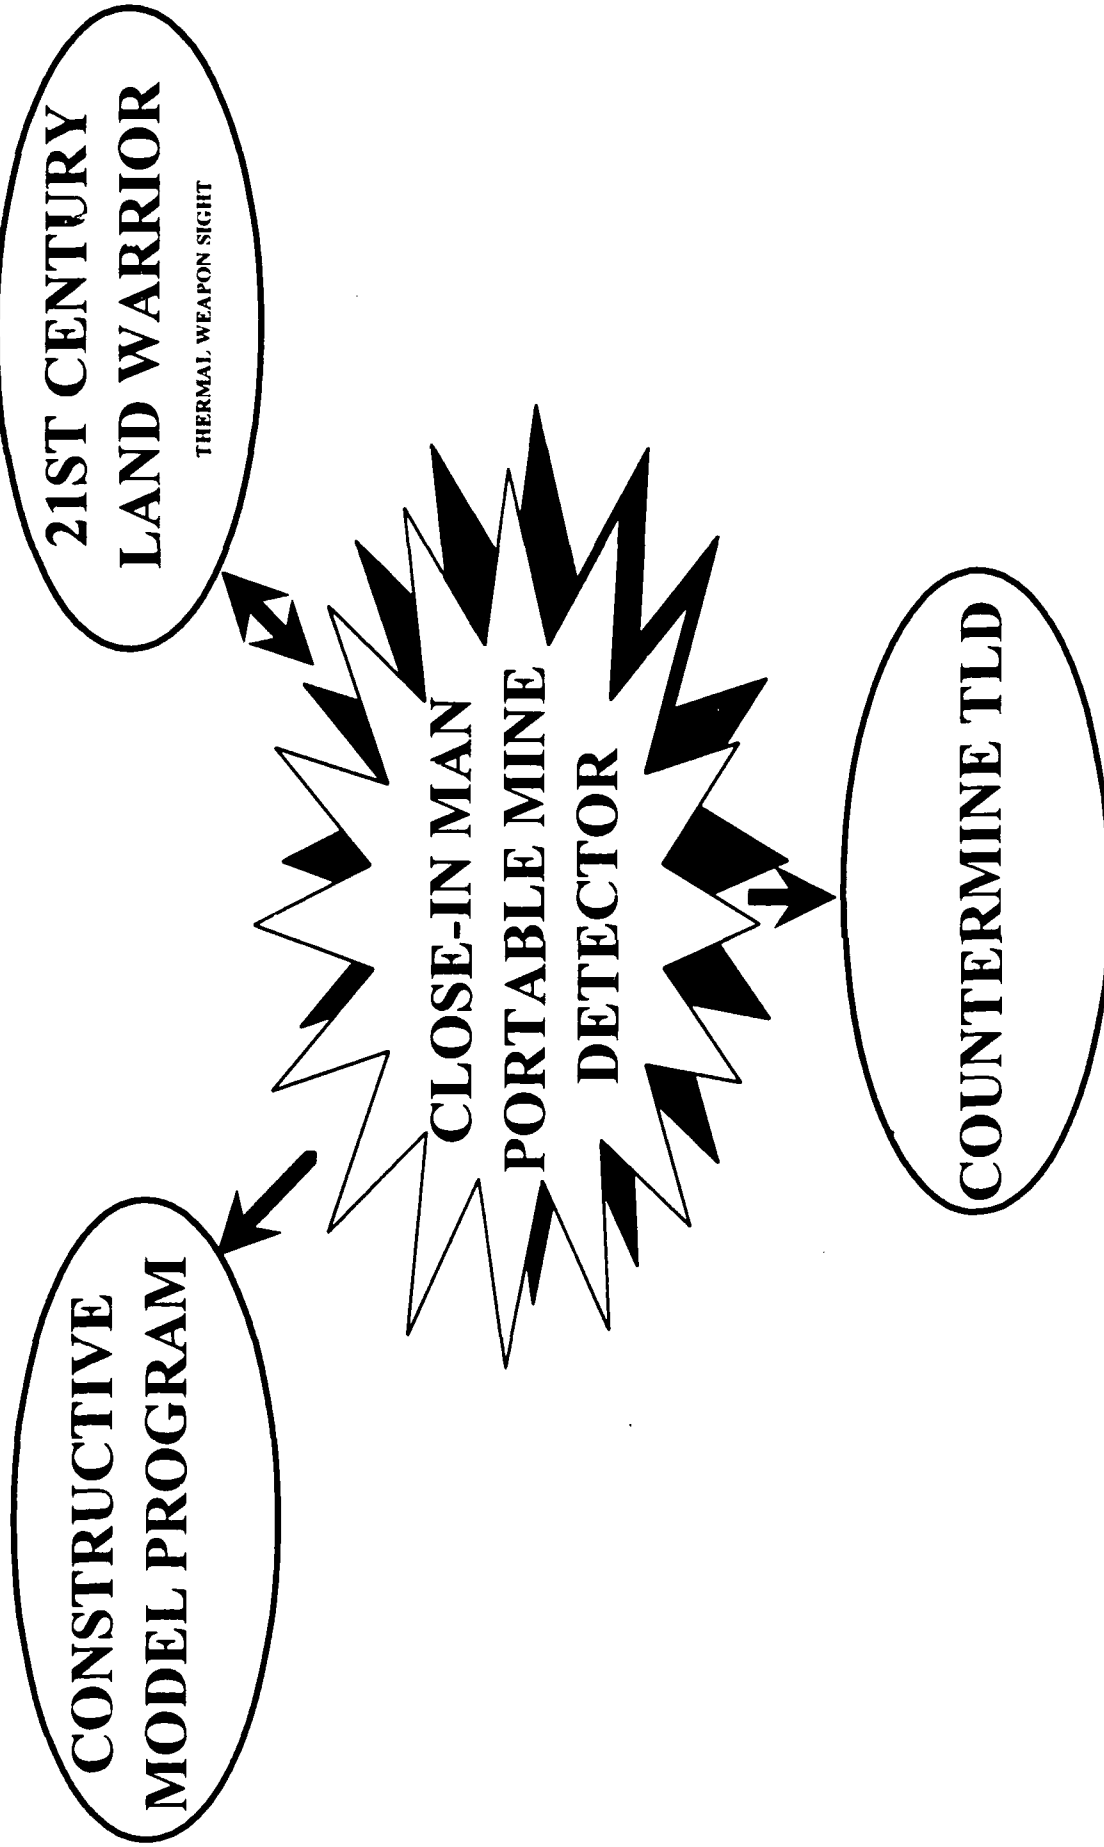 CONSTRUCTIVE
MODEL PROGRAM
21ST CENTURY
LAND WARRIOR
THERMAL WEAPON SIGHT
CLOSE-IN MAN
PORTABLE MINE
DETECTOR
COUNTERMINE TLD